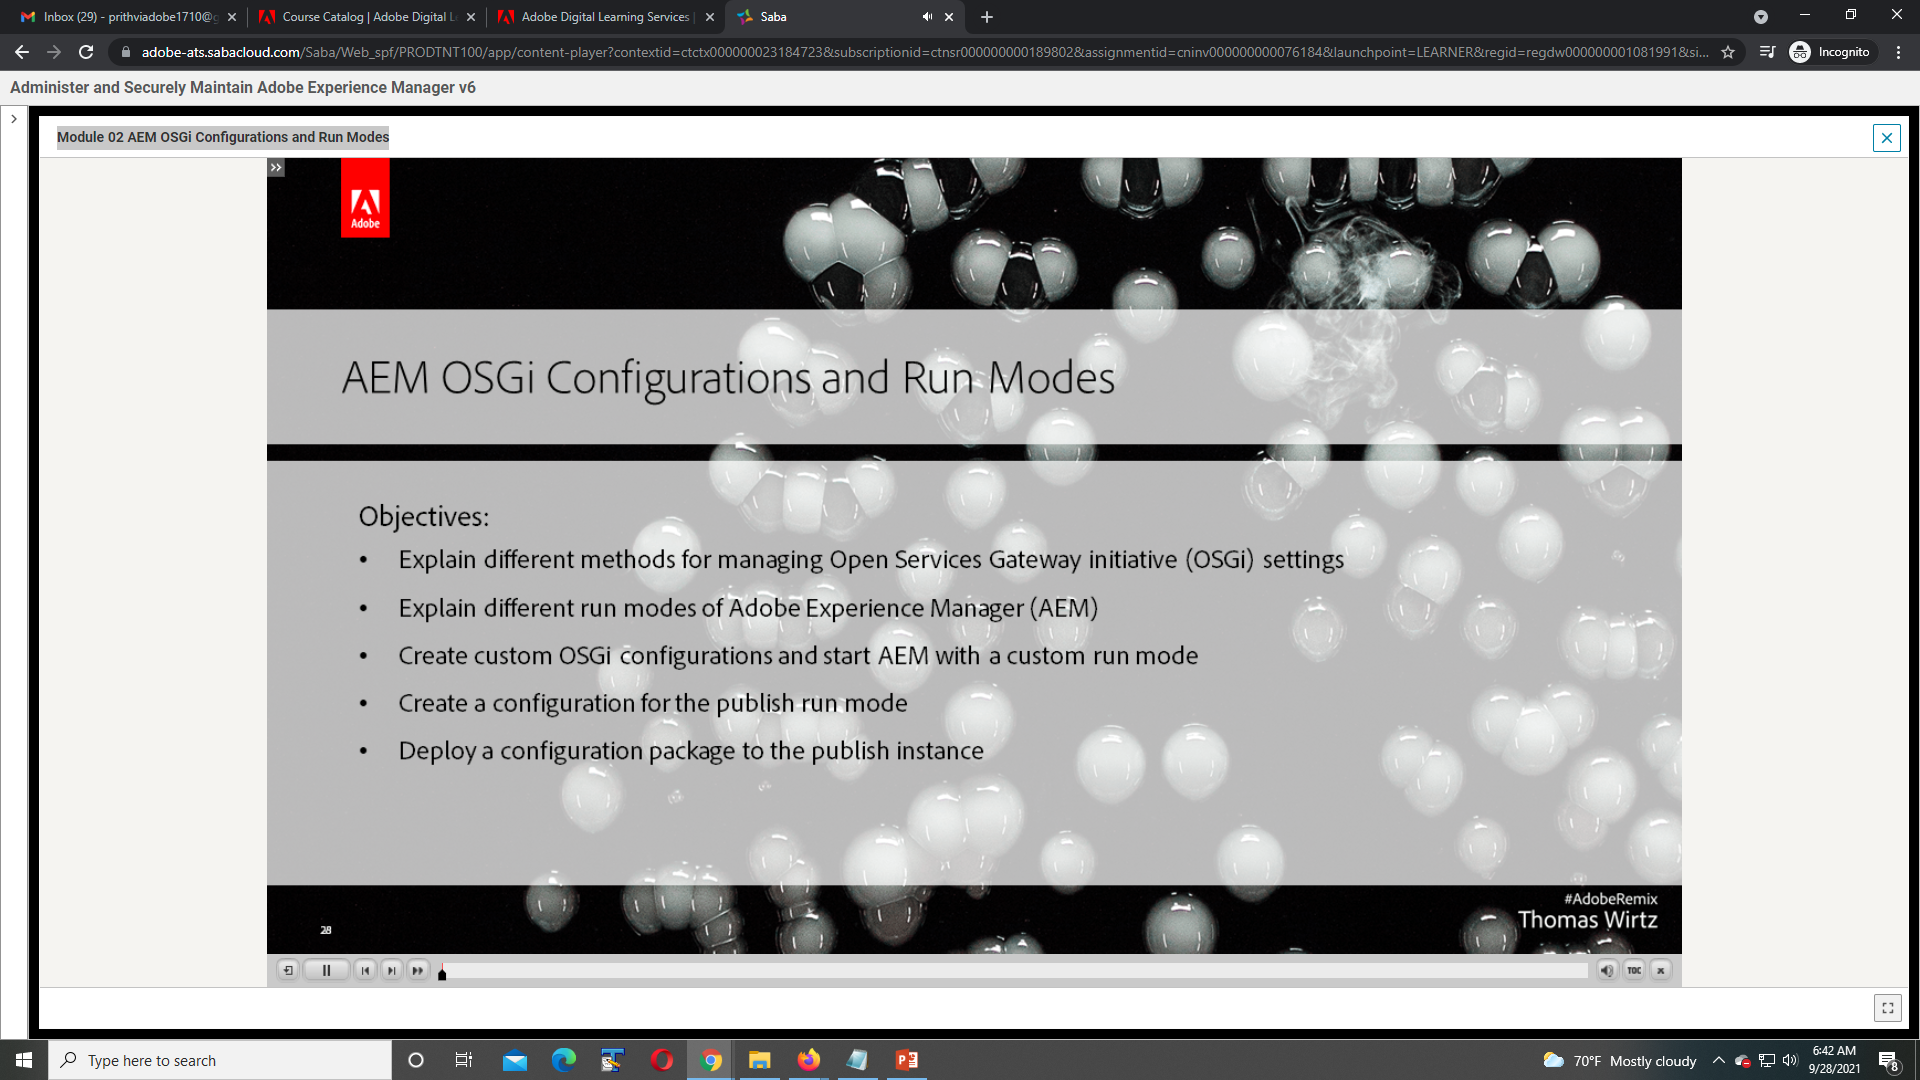 Inbox (29) - prithviadobe1710@g
Course Catalog | Adobe Digital Le
Adobe Digital Learning Services |
Saba
adobe-ats.sabacloud.com/Saba/Web_spf/PRODTNT100/app/content-player?contextid=ctctx000000023184723&subscriptionid=ctnsr000000000189802&assignmentid=cninv000000000076184&launchpoint=LEARNER&regid=regdw000000001081991&si...
Incognito
Administer and Securely Maintain Adobe Experience Manager v6
Module 02 AEM OSGi Configurations and Run Modes
Adobe
AEM OSGi Configurations and Run Modes
Objectives:
• Explain different methods for managing Open Services Gateway initiative (OSGi) settings
• Explain different run modes of Adobe Experience Manager (AEM)
• Create custom OSGi configurations and start AEM with a custom run mode
• Create a configuration for the publish run mode
• Deploy a configuration package to the publish instance
#AdobeRemix
Thomas Wirtz
TOC
Type here to search
70°F Mostly cloudy
6:42 AM
9/28/2021
8